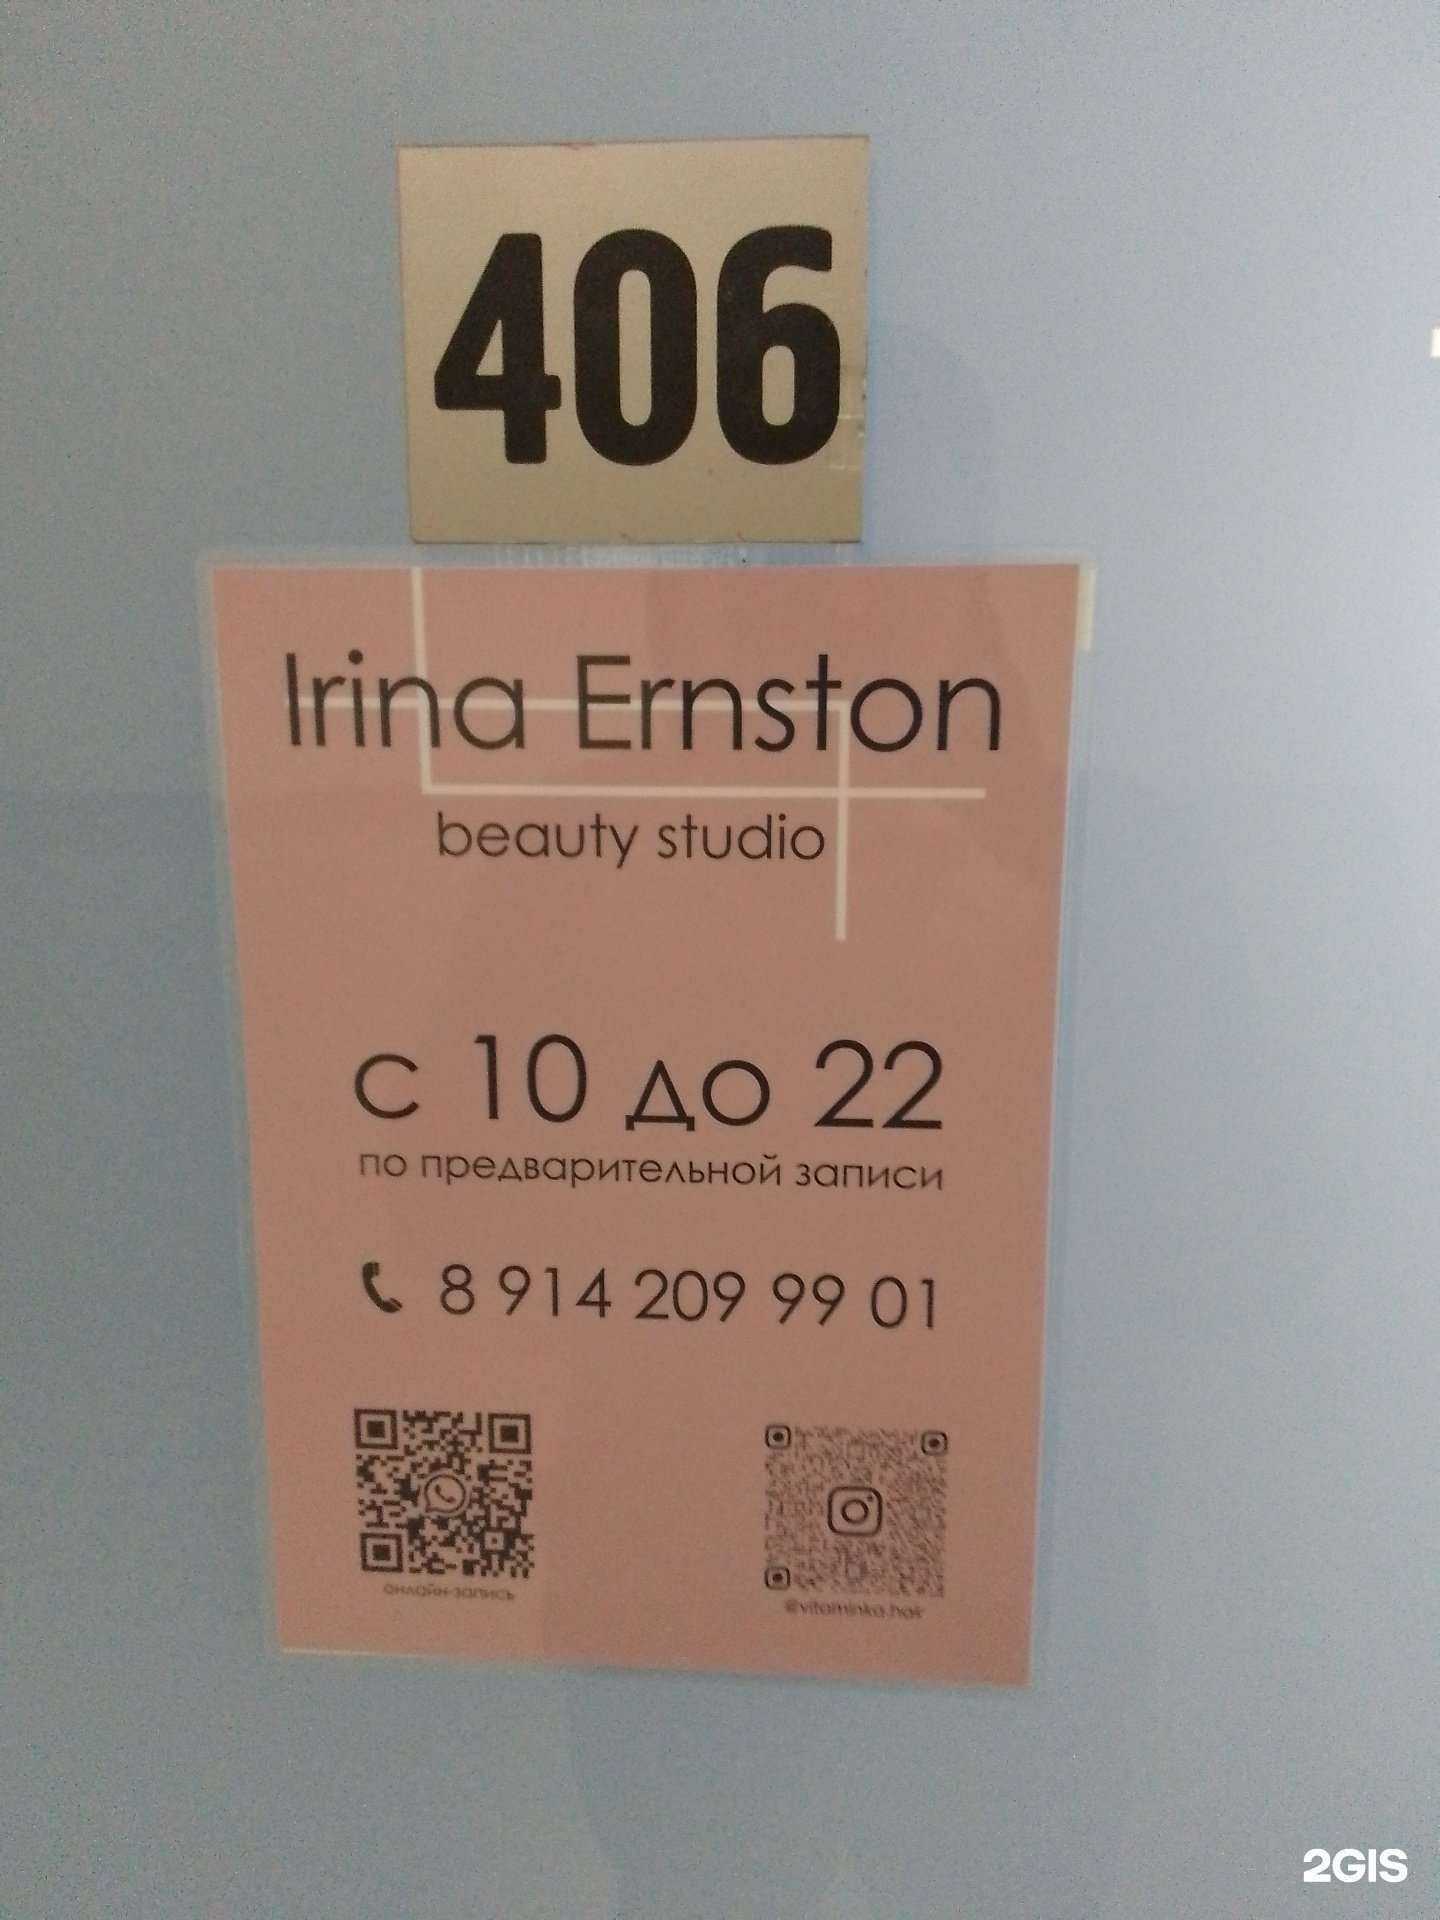 406
Irina Ernston
beauty studio
с 10 до 22
по предварительной записи
8 914 209 99 01
онлайн-запись
@vitaminka.hair
2GIS